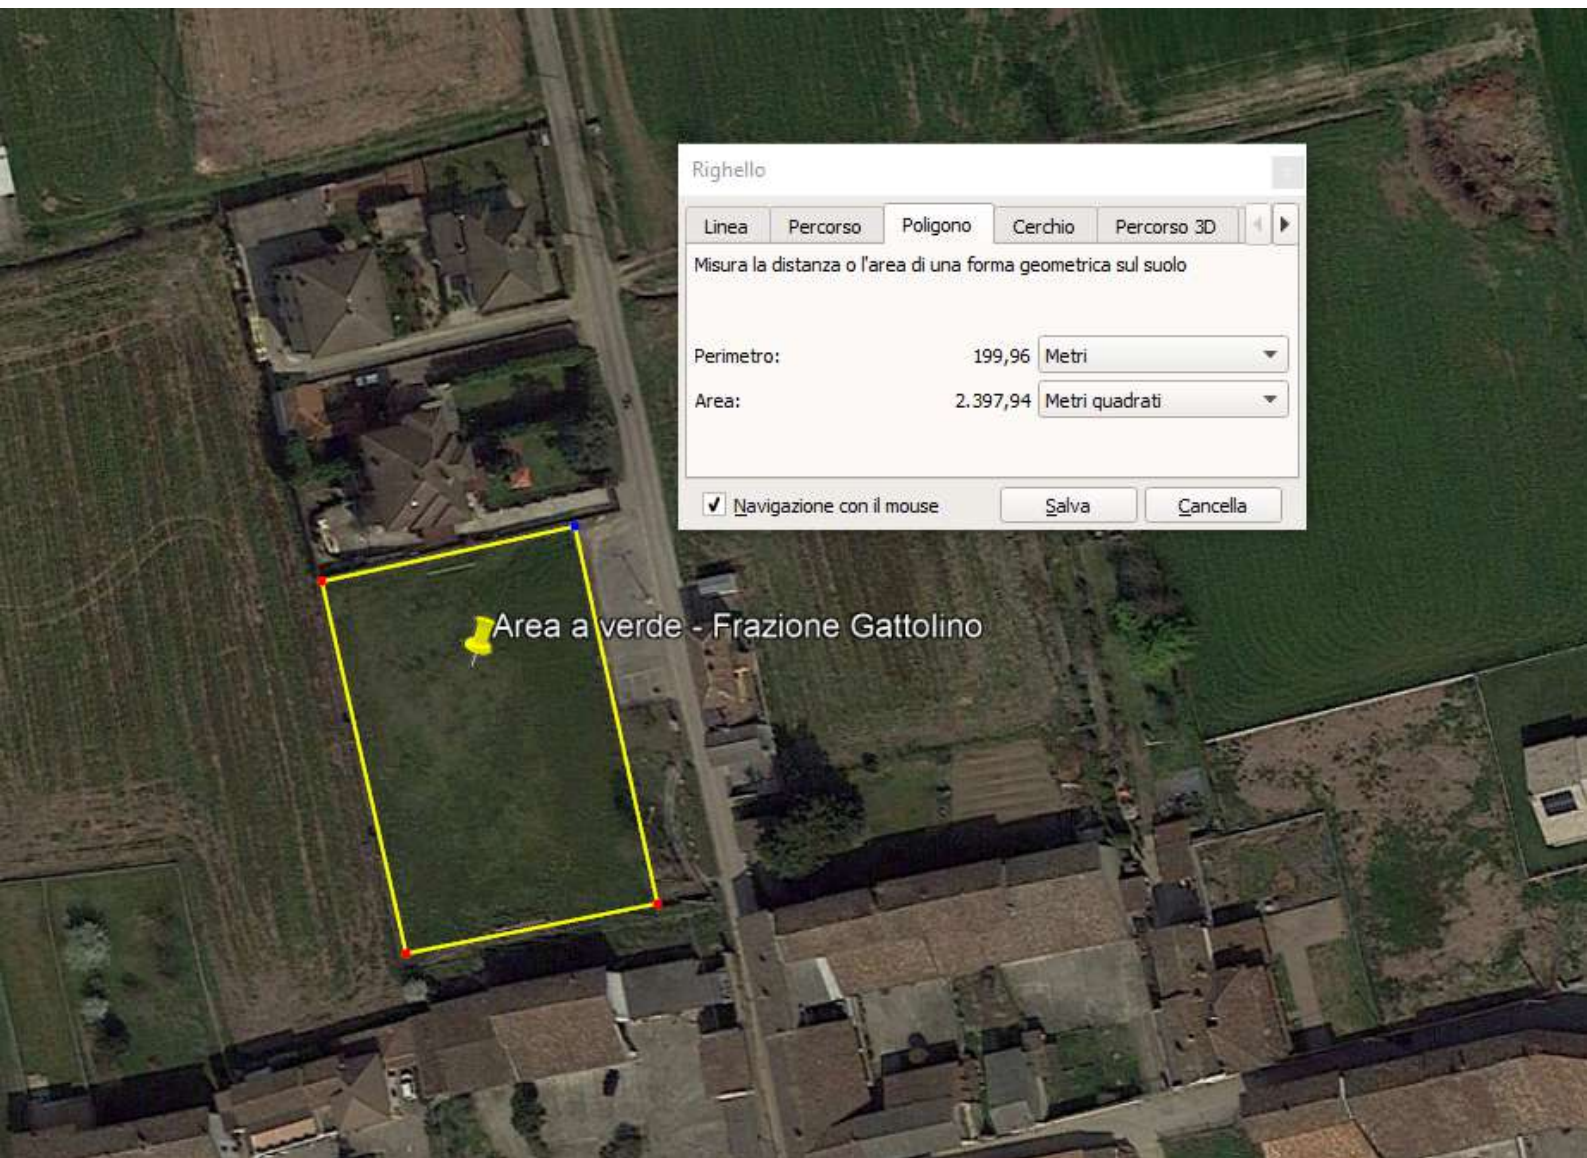 Righello
Linea Percorso Poligono Cerchio Percorso 3D
Misura la distanza o l'area di una forma geometrica sul suolo
Perimetro: 199,96 Metri
Area: 2.397,94 Metri quadrati
Navigazione con il mouse Salva Cancella
Area a verde - Frazione Gattolino